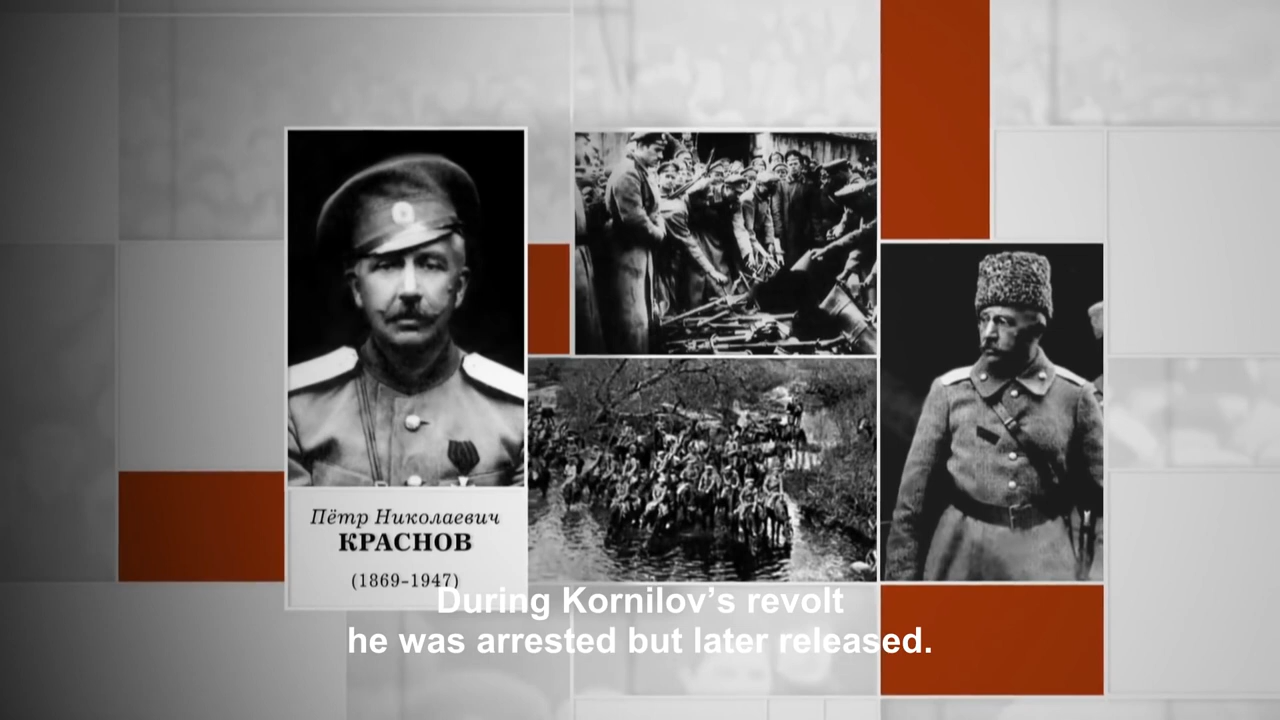 Пётр Николаевич
КРАСНОВ
(1869–1947)
During Kornilov’s revolt
he was arrested but later released.